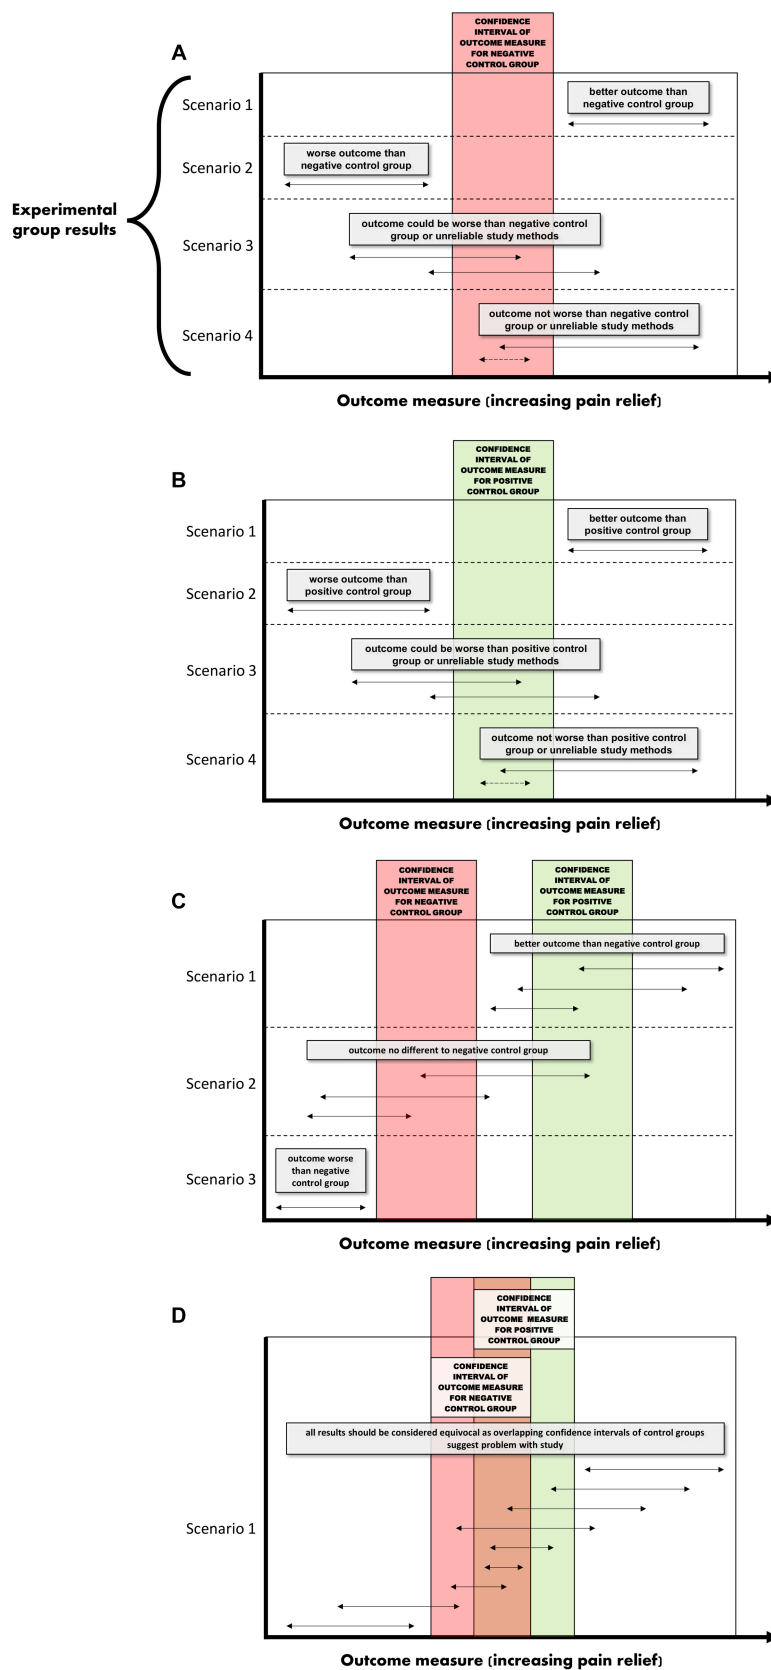 A
CONFIDENCE
INTERVAL OF
OUTCOME MEASURE
FOR NEGATIVE
CONTROL GROUP
Experimental
group results
Scenario 1
better outcome than
negative control group
Scenario 2
worse outcome than
negative control group
Scenario 3
outcome could be worse than negative control
group or unreliable study methods
Scenario 4
outcome not worse than negative control
group or unreliable study methods
Outcome measure (increasing pain relief)
B
CONFIDENCE
INTERVAL OF
OUTCOME MEASURE
FOR POSITIVE
CONTROL GROUP
Scenario 1
better outcome than
positive control group
Scenario 2
worse outcome than
positive control group
Scenario 3
outcome could be worse than positive control
group or unreliable study methods
Scenario 4
outcome not worse than positive control
group or unreliable study methods
Outcome measure (increasing pain relief)
C
CONFIDENCE
INTERVAL OF
OUTCOME MEASURE
FOR NEGATIVE
CONTROL GROUP
CONFIDENCE
INTERVAL OF
OUTCOME MEASURE
FOR POSITIVE
CONTROL GROUP
Scenario 1
better outcome than negative control group
Scenario 2
outcome no different to negative control group
Scenario 3
outcome worse
than negative
control group
Outcome measure (increasing pain relief)
D
CONFIDENCE
INTERVAL OF
OUTCOME MEASURE
FOR POSITIVE
CONTROL GROUP
CONFIDENCE
INTERVAL OF
OUTCOME MEASURE
FOR NEGATIVE
CONTROL GROUP
all results should be considered equivocal as overlapping confidence intervals of control groups
suggest problem with study
Scenario 1
Outcome measure (increasing pain relief)